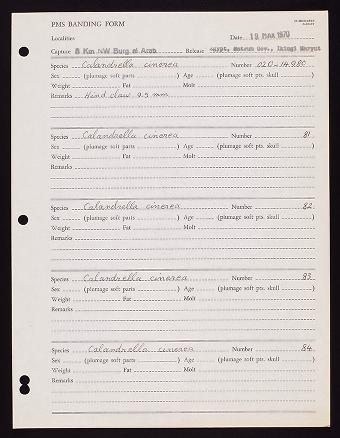 PMS BANDING FORM
Localities Date 19 MAR 1970
Capture 8 Km NW Burg el Arab Release Egypt, Matruh Gov., Ikingi Maryut
Species Calandrella cinerea Number 020-14980
Sex (plumage soft parts ) Age (plumage soft pts. skull )
Weight Fat Molt
Remarks Hind claw 9.5 mm
Species Calandrella cinerea Number 81
Sex (plumage soft parts ) Age (plumage soft pts. skull )
Weight Fat Molt
Remarks
Species Calandrella cinerea Number 82
Sex (plumage soft parts ) Age (plumage soft pts. skull )
Weight Fat Molt
Remarks
Species Calandrella cinerea Number 83
Sex (plumage soft parts ) Age (plumage soft pts. skull )
Weight Fat Molt
Remarks
Species Calandrella cinerea Number 84
Sex (plumage soft parts ) Age (plumage soft pts. skull )
Weight Fat Molt
Remarks